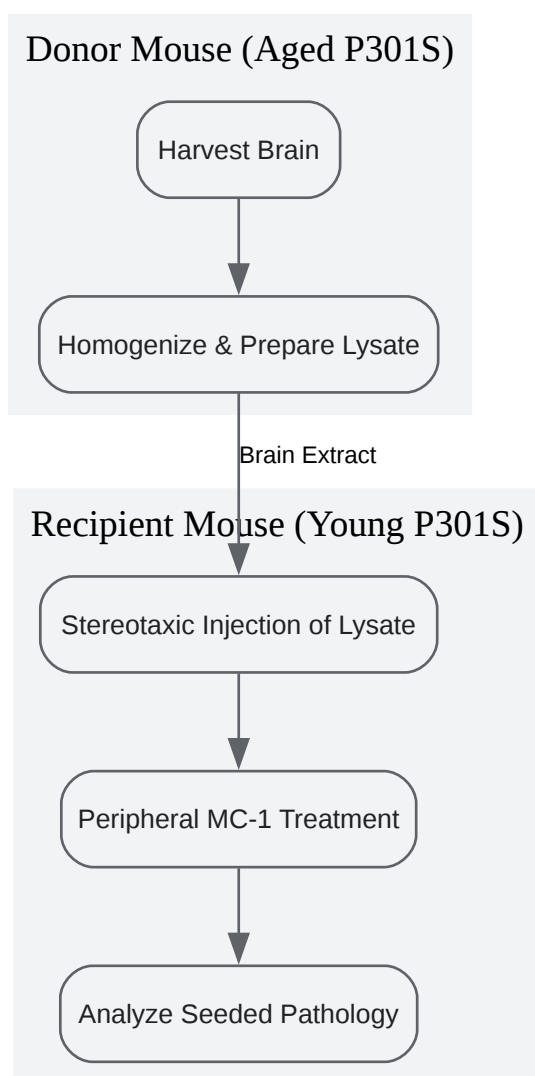 Donor Mouse (Aged P301S)
Harvest Brain
Homogenize & Prepare Lysate
Brain Extract
Recipient Mouse (Young P301S)
Stereotaxic Injection of Lysate
Peripheral MC-1 Treatment
Analyze Seeded Pathology